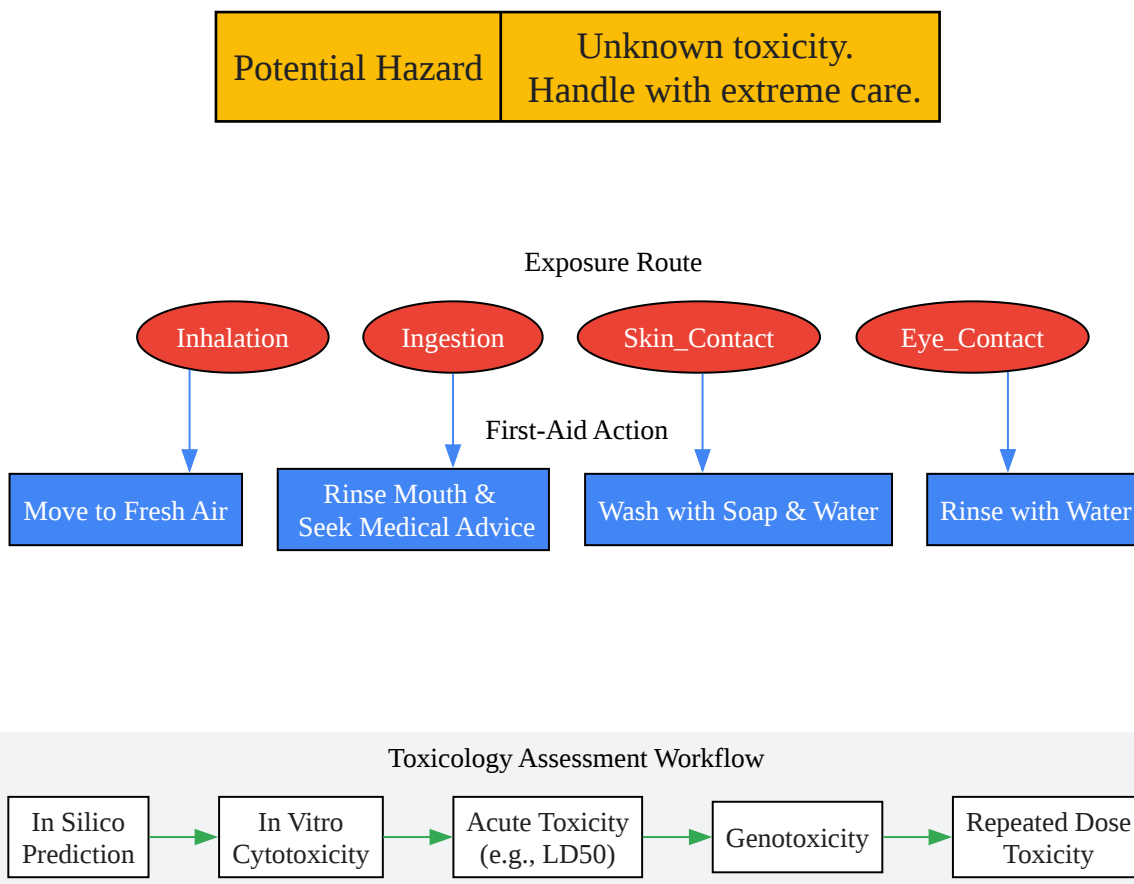 Potential Hazard
Unknown toxicity.
Handle with extreme care.
Exposure Route
Inhalation
Ingestion
Skin_Contact
Eye_Contact
First-Aid Action
Move to Fresh Air
Rinse Mouth &
Seek Medical Advice
Wash with Soap & Water
Rinse with Water
Toxicology Assessment Workflow
In Silico
Prediction
In Vitro
Cytotoxicity
Acute Toxicity
(e.g., LD50)
Genotoxicity
Repeated Dose
Toxicity